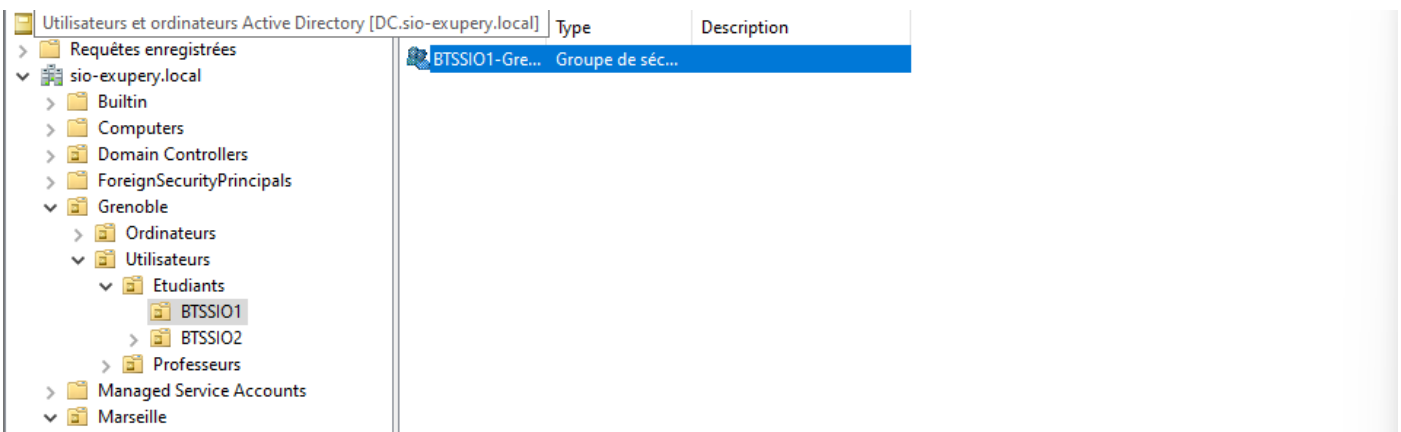 Utilisateurs et ordinateurs Active Directory [DC.sio-exupery.local]
Type Description
Requêtes enregistrées
BTSSIO1-Gre... Groupe de séc...
sio-exupery.local
Builtin
Computers
Domain Controllers
ForeignSecurityPrincipals
Grenoble
Ordinateurs
Utilisateurs
Etudiants
BTSSIO1
BTSSIO2
Professeurs
Managed Service Accounts
Marseille